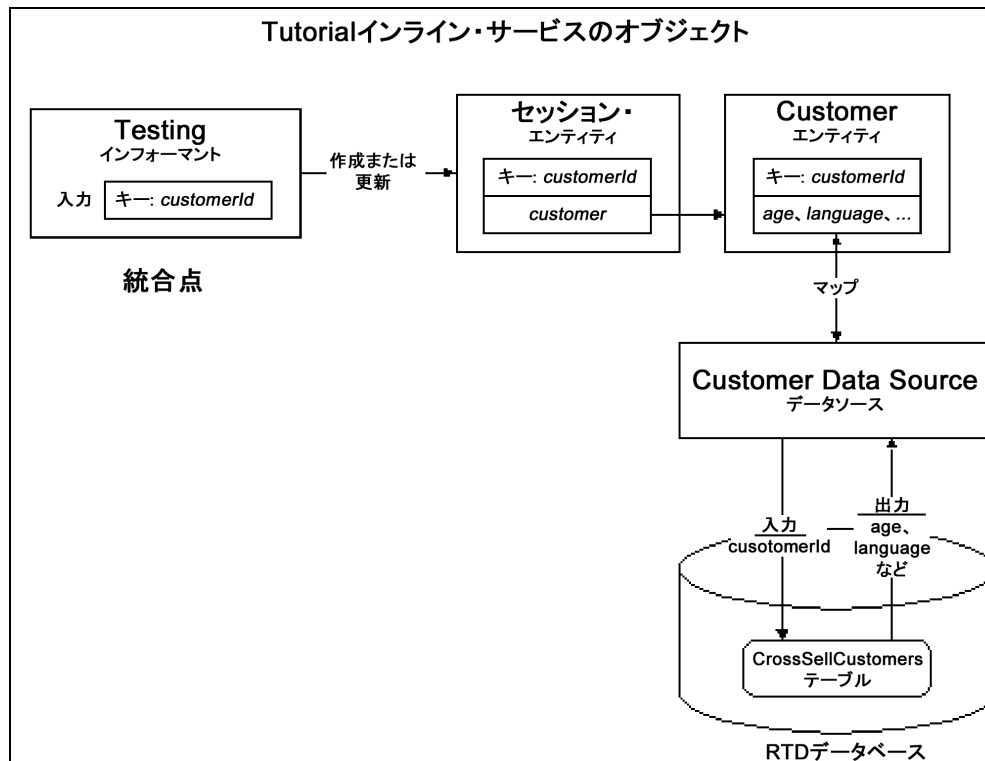 Tutorialインライン・サービスのオブジェクト
Testing
インフォーマント
入力
キー: customerId
統合点
作成または
更新
セッション・
エンティティ
キー: customerId
customer
Customer
エンティティ
キー: customerId
age、language、...
マップ
Customer Data Source
データソース
入力
cusotomerId
出力
age、
language
など
CrossSellCustomers
テーブル
RTDデータベース